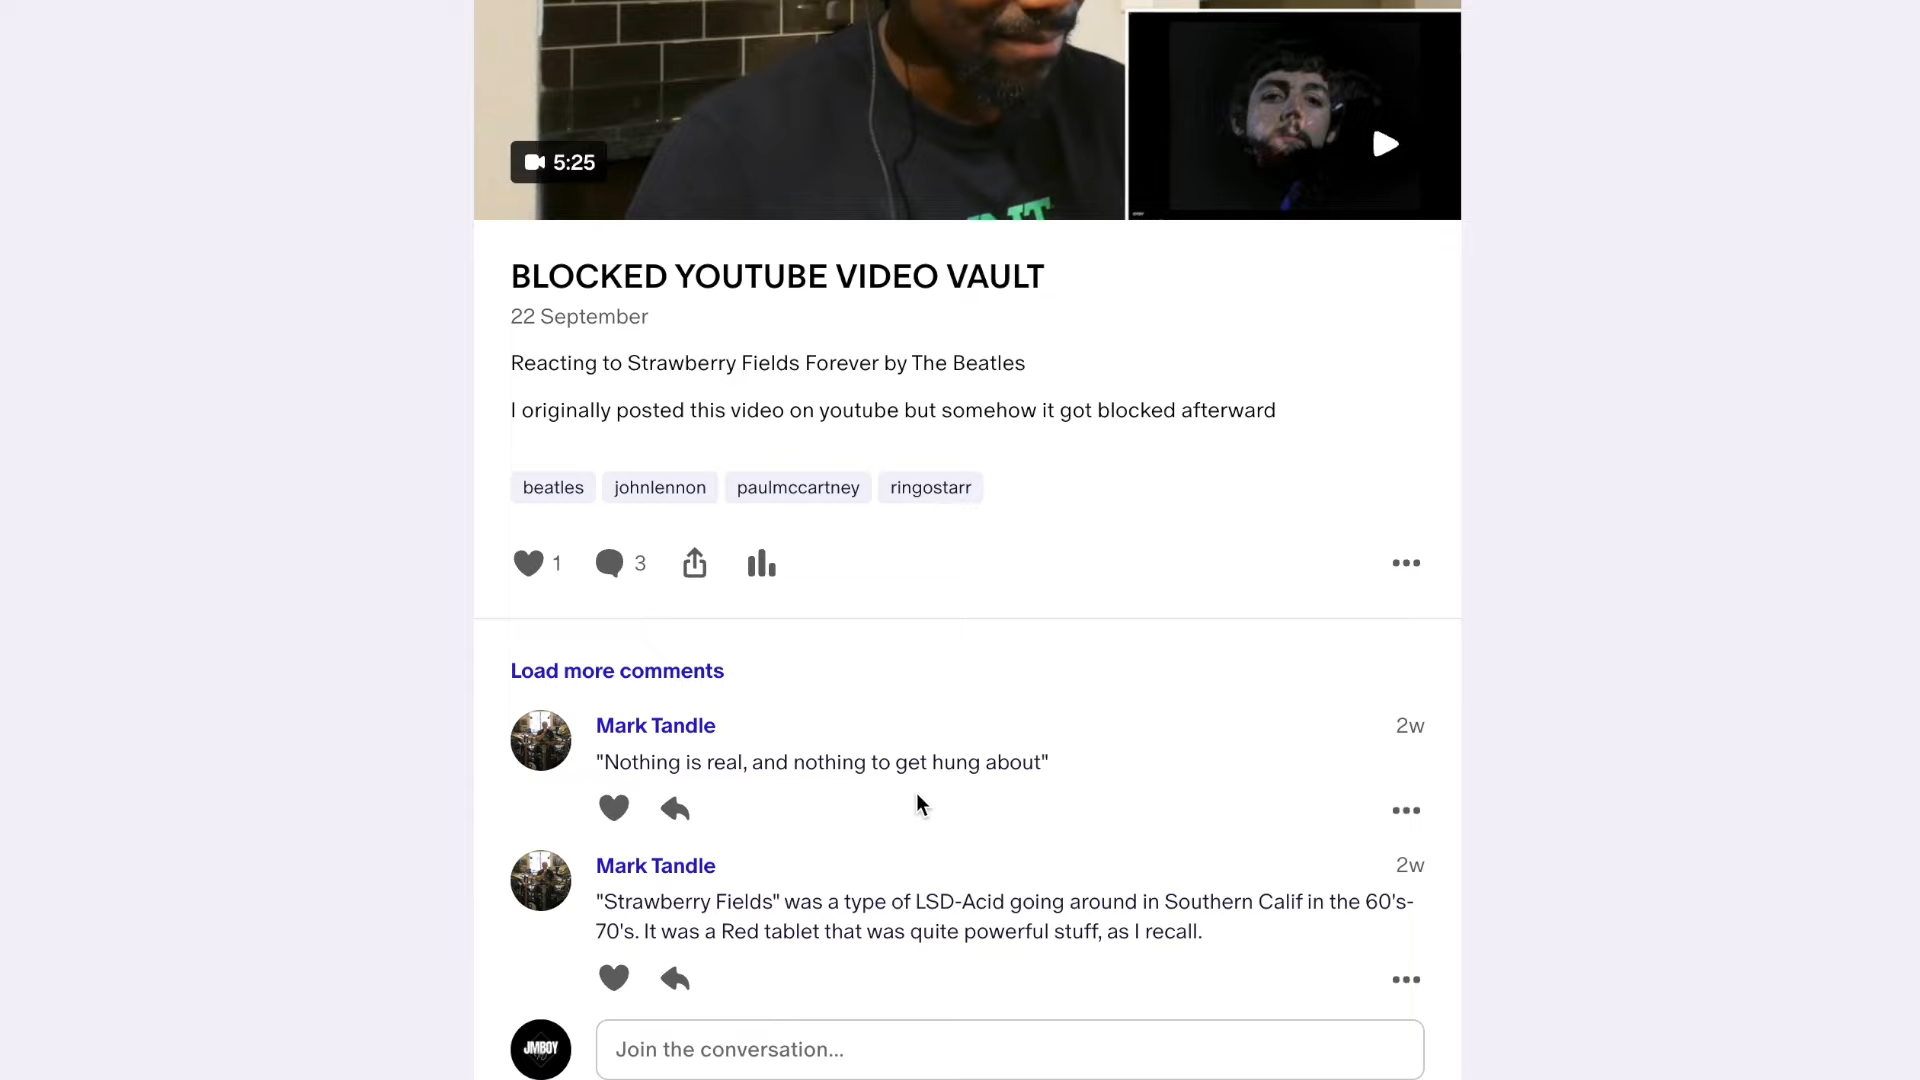 NT
5:25
BLOCKED YOUTUBE VIDEO VAULT
22 September
Reacting to Strawberry Fields Forever by The Beatles
I originally posted this video on youtube but somehow it got blocked afterward
beatles johnlennon paulmccartney ringostarr
1 3
Load more comments
Mark Tandle 2w
"Nothing is real, and nothing to get hung about"
Mark Tandle 2w
"Strawberry Fields" was a type of LSD-Acid going around in Southern Calif in the 60's-
70's. It was a Red tablet that was quite powerful stuff, as I recall.
JMBOY
Join the conversation...